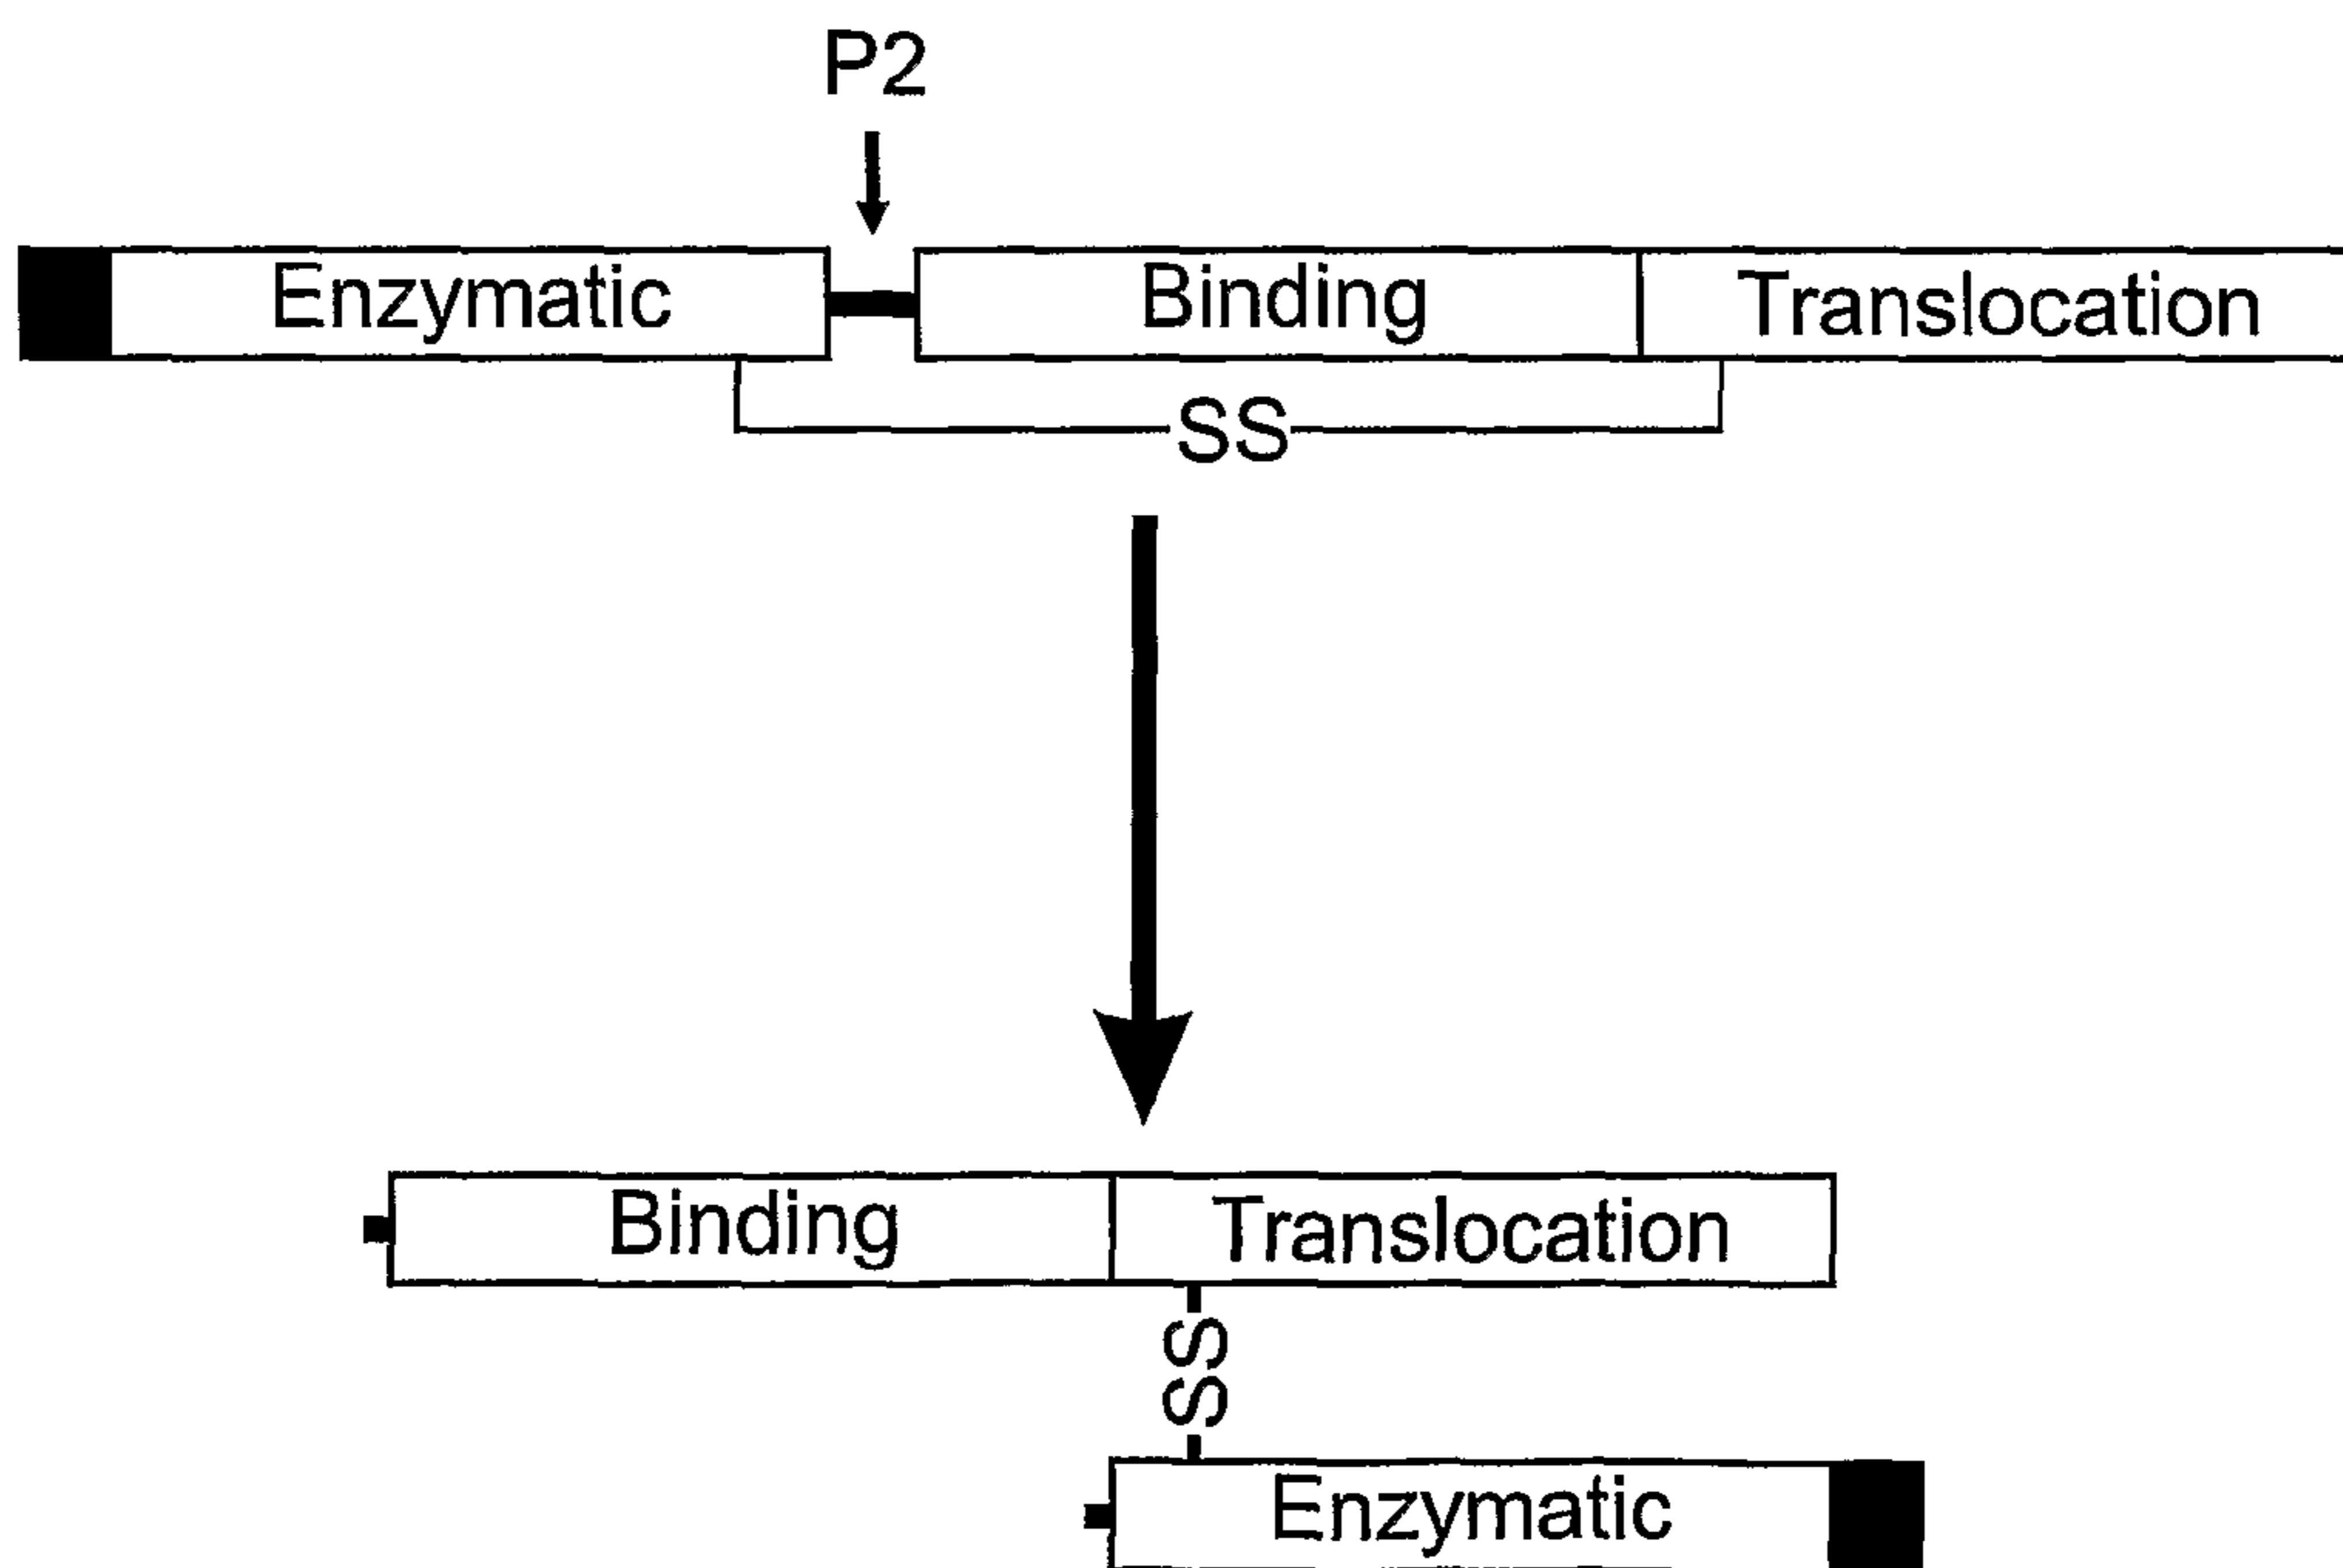 P2
Enzymatic Binding Translocation
SS
Binding Translocation
SS
Enzymatic